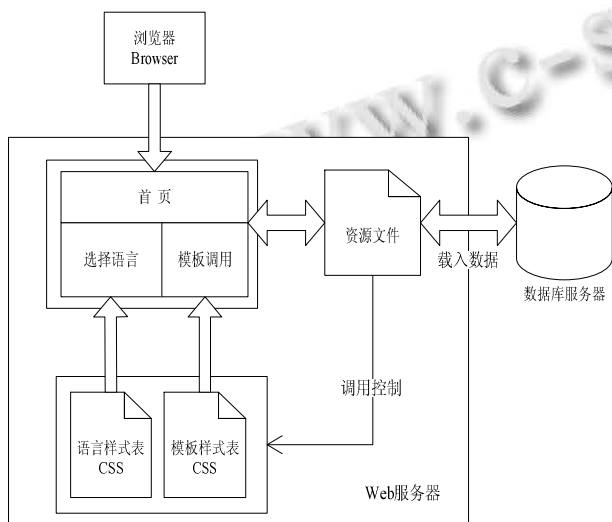 浏览器
Browser
www.c-s
首 页
选择语言
模板调用
资源文件
载入数据
数据库服务器
调用控制
语言样式表
CSS
模板样式表
CSS
Web服务器